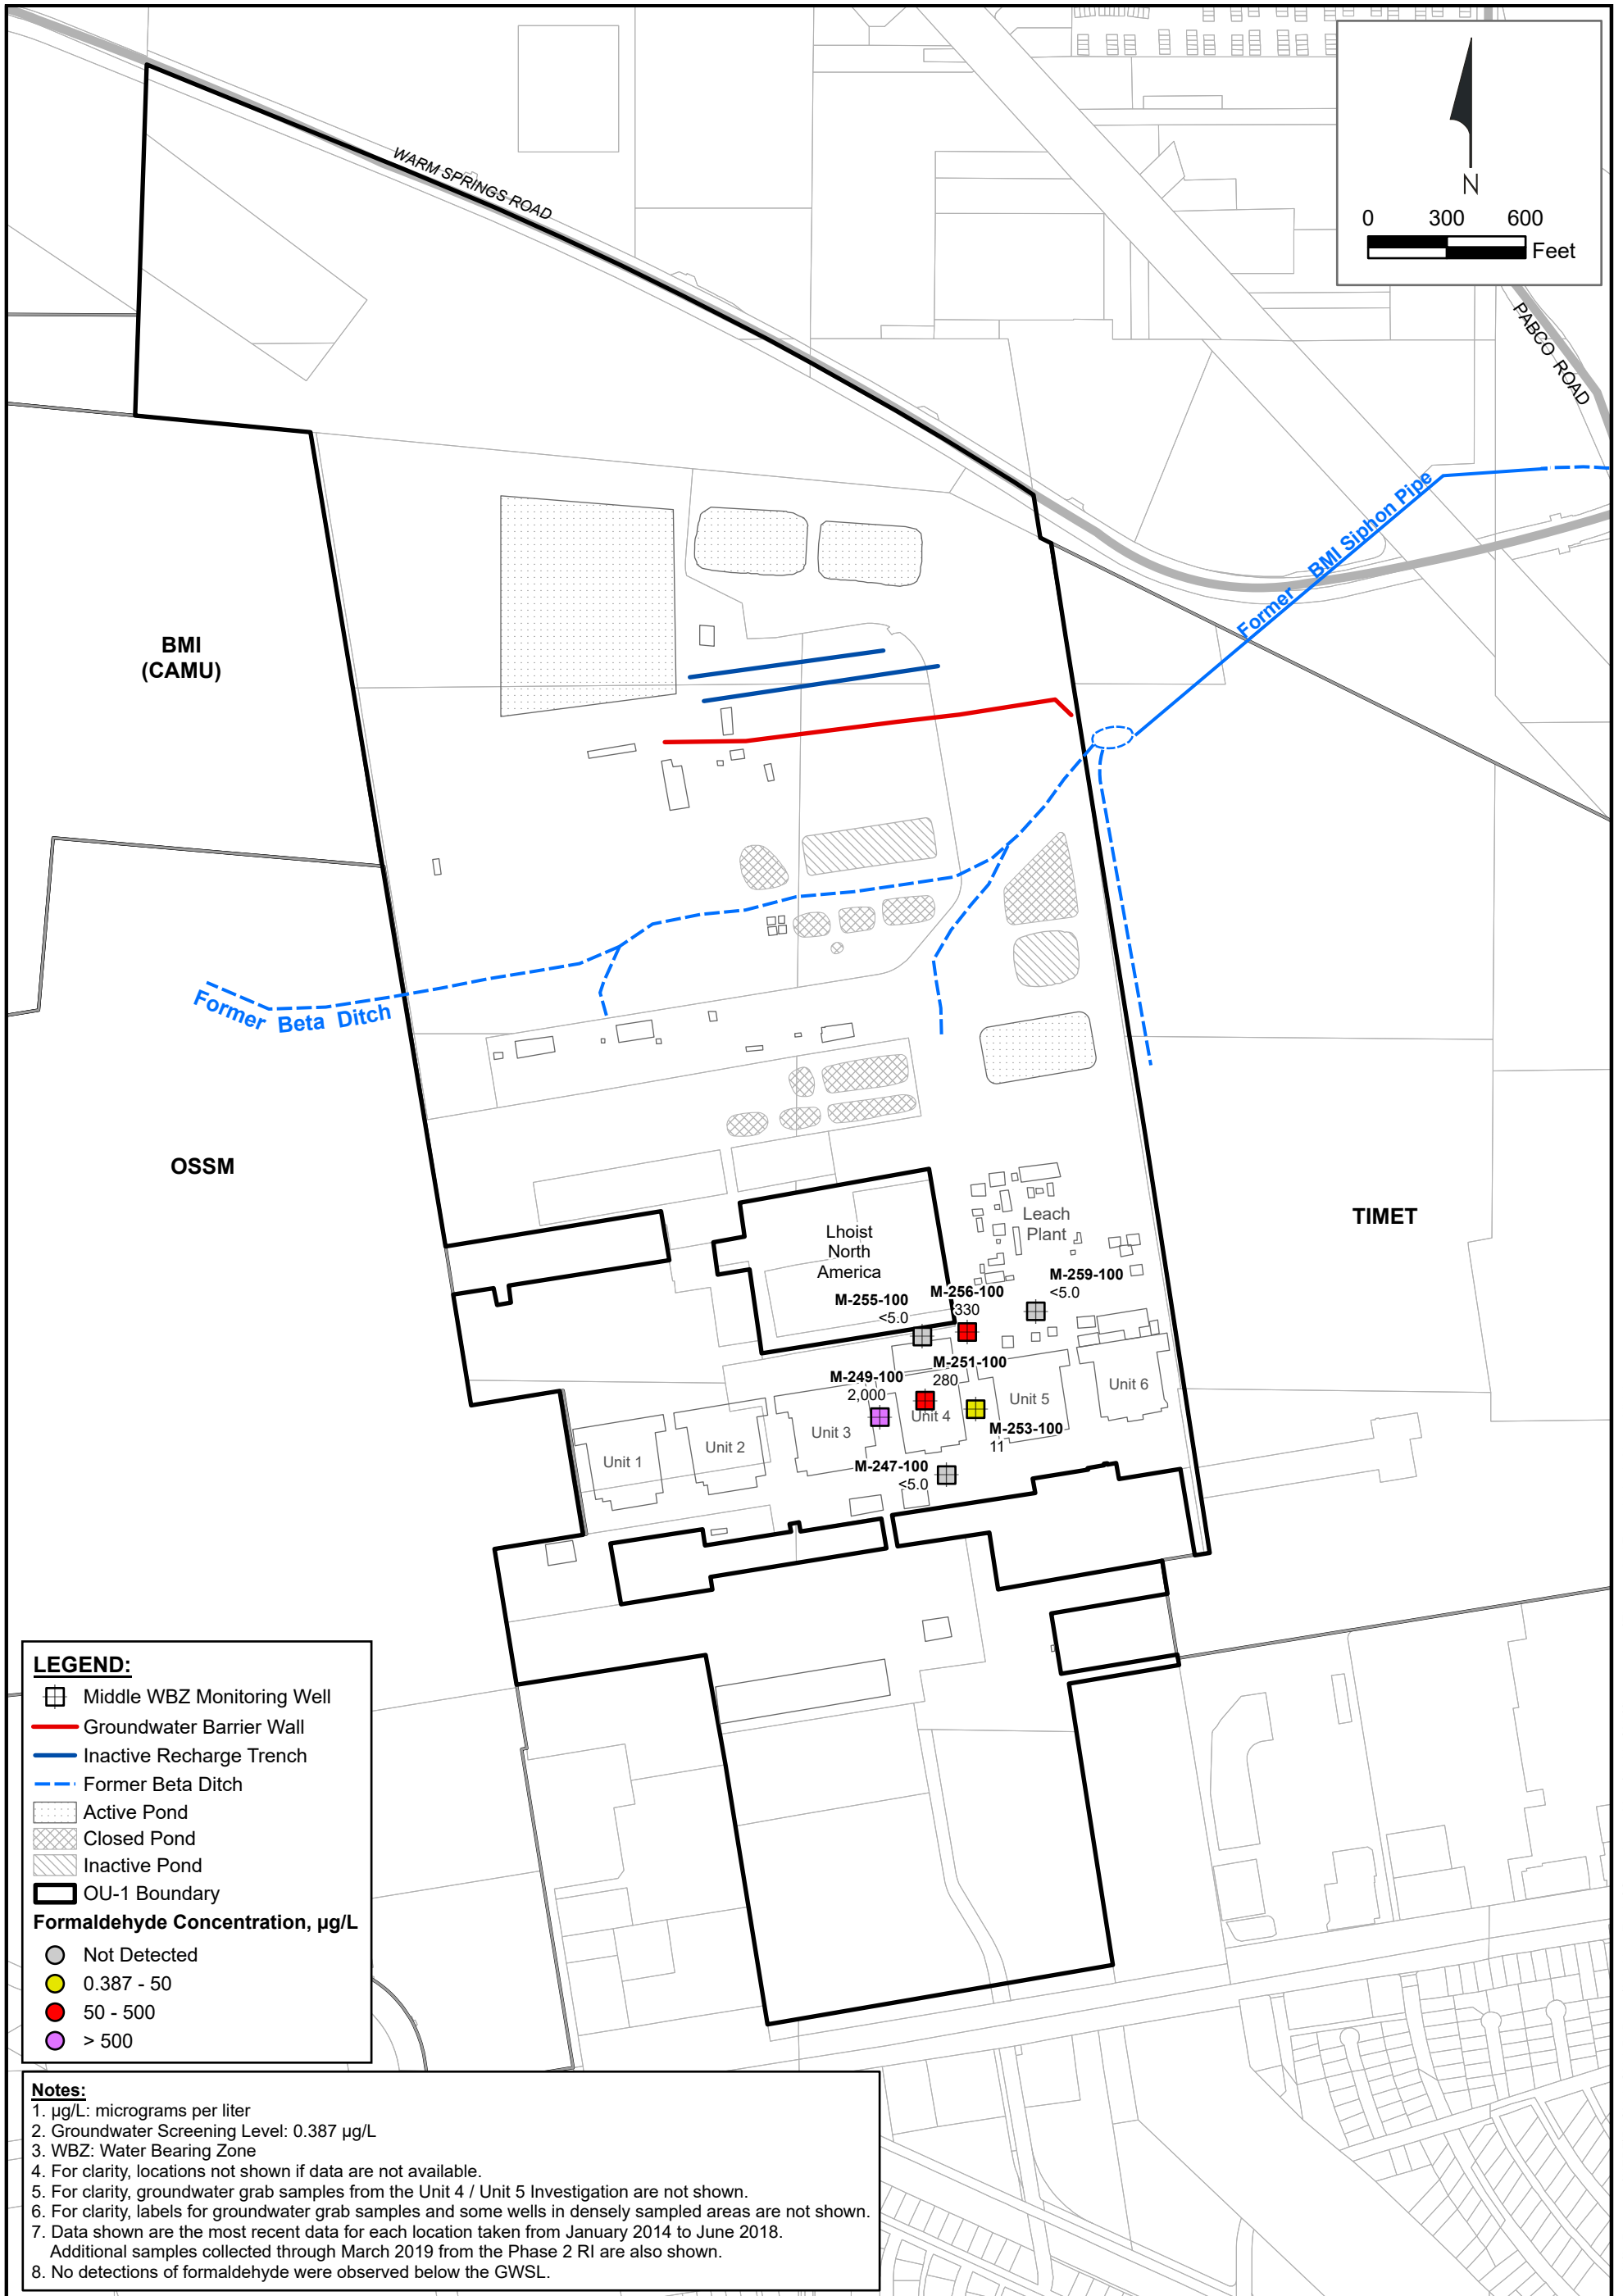 N
0 300 600
Feet
WARM SPRINGS ROAD
PABCO ROAD
Former BMI Siphon Pipe
BMI
(CAMU)
Former Beta Ditch
OSSM
TIMET
Leach
Plant
Lhoist
North
America
M-259-100
<5.0
M-256-100
330
M-255-100
<5.0
M-251-100
280
M-249-100
2,000
M-253-100
11
M-247-100
<5.0
Unit 1
Unit 2
Unit 3
Unit 4
Unit 5
Unit 6
LEGEND:
Middle WBZ Monitoring Well
Groundwater Barrier Wall
Inactive Recharge Trench
Former Beta Ditch
Active Pond
Closed Pond
Inactive Pond
OU-1 Boundary
Formaldehyde Concentration, µg/L
Not Detected
0.387 - 50
50 - 500
> 500
Notes:
1. µg/L: micrograms per liter
2. Groundwater Screening Level: 0.387 µg/L
3. WBZ: Water Bearing Zone
4. For clarity, locations not shown if data are not available.
5. For clarity, groundwater grab samples from the Unit 4 / Unit 5 Investigation are not shown.
6. For clarity, labels for groundwater grab samples and some wells in densely sampled areas are not shown.
7. Data shown are the most recent data for each location taken from January 2014 to June 2018.
Additional samples collected through March 2019 from the Phase 2 RI are also shown.
8. No detections of formaldehyde were observed below the GWSL.